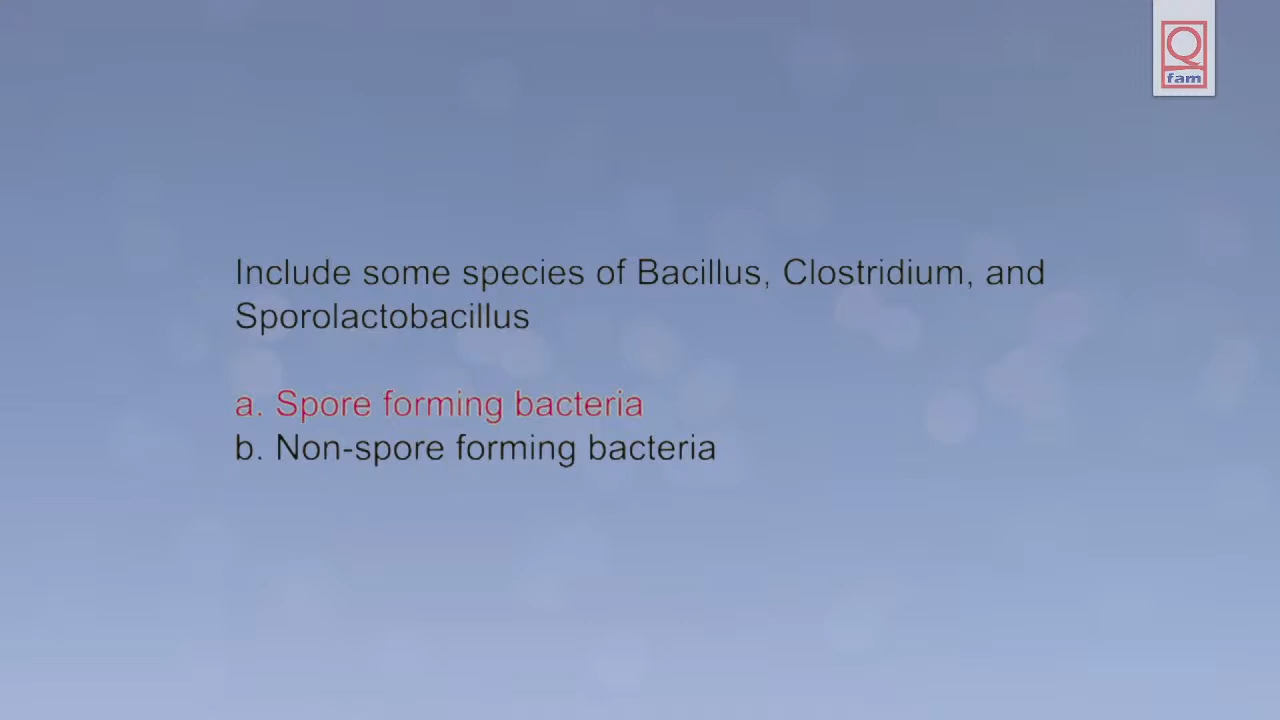 Q
fam
Include some species of Bacillus, Clostridium, and
Sporolactobacillus
a. Spore forming bacteria
b. Non-spore forming bacteria